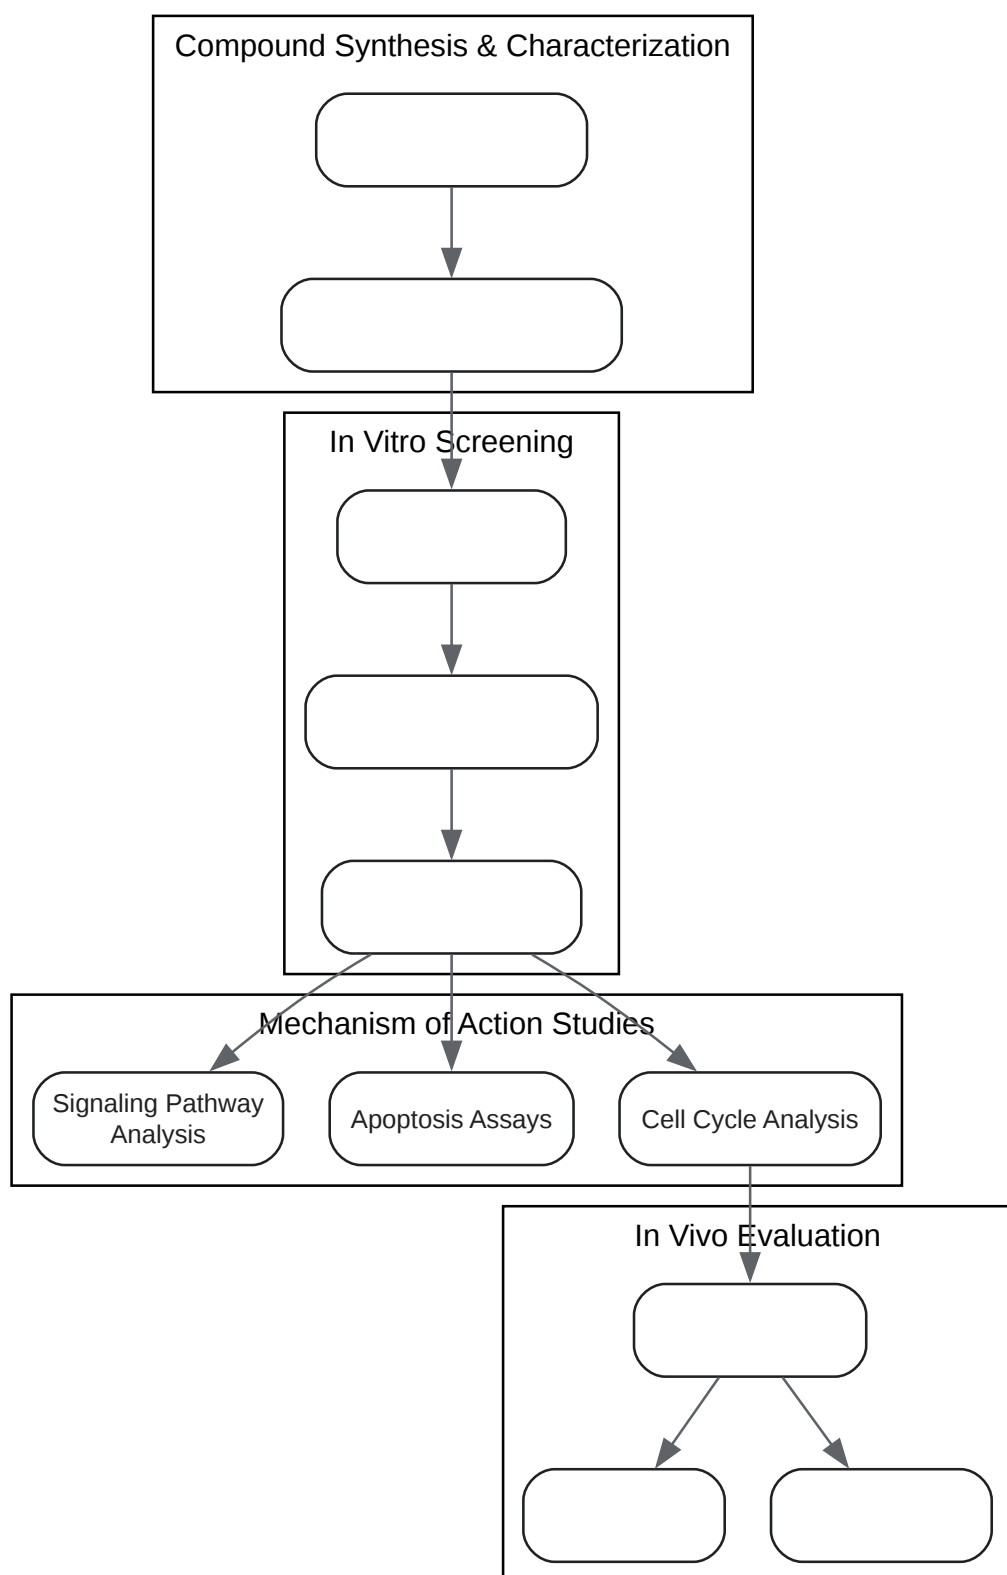 Compound Synthesis & Characterization
In Vitro Screening
Mechanism of Action Studies
Signaling Pathway
Analysis
Apoptosis Assays
Cell Cycle Analysis
In Vivo Evaluation